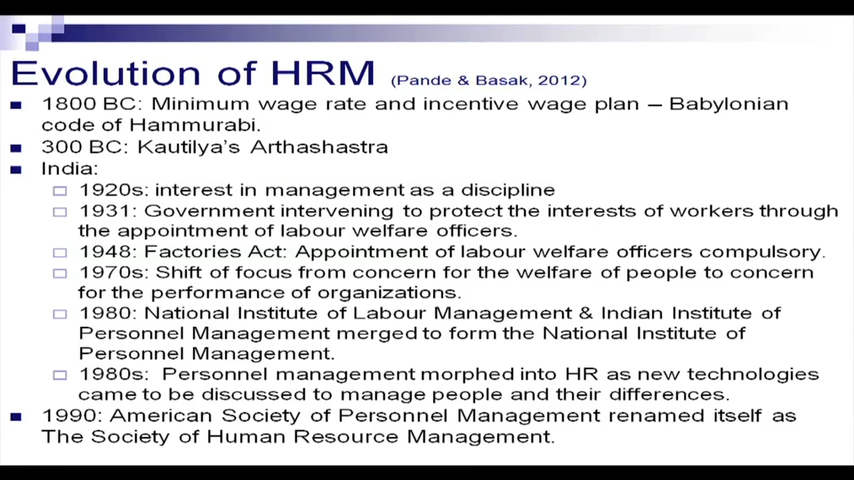 Evolution of HRM (Pande & Basak, 2012)
1800 BC: Minimum wage rate and incentive wage plan – Babylonian
code of Hammurabi.
300 BC: Kautilya's Arthashastra
India:
1920s: interest in management as a discipline
1931: Government intervening to protect the interests of workers through
the appointment of labour welfare officers.
1948: Factories Act: Appointment of labour welfare officers compulsory.
1970s: Shift of focus from concern for the welfare of people to concern
for the performance of organizations.
1980: National Institute of Labour Management & Indian Institute of
Personnel Management merged to form the National Institute of
Personnel Management.
1980s: Personnel management morphed into HR as new technologies
came to be discussed to manage people and their differences.
1990: American Society of Personnel Management renamed itself as
The Society of Human Resource Management.